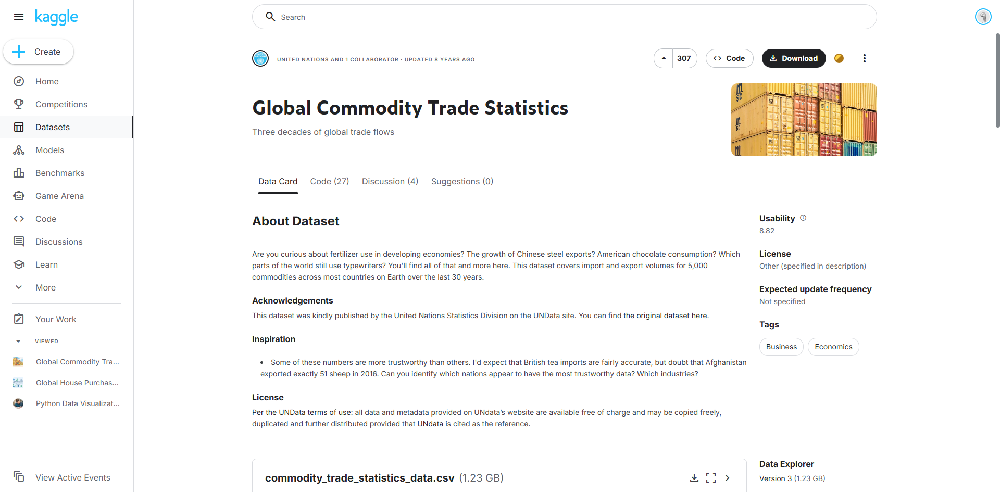 kaggle
Search
Create
Home
Competitions
Datasets
Models
Benchmarks
Game Arena
Code
Discussions
Learn
More
Your Work
VIEWED
Global Commodity Tra...
Global House Purchas...
Python Data Visualizat...
View Active Events
UNITED NATIONS AND 1 COLLABORATOR · UPDATED 8 YEARS AGO
307
Code
Download
Global Commodity Trade Statistics
Three decades of global trade flows
Data Card
Code (27)
Discussion (4)
Suggestions (0)
About Dataset
Are you curious about fertilizer use in developing economies? The growth of Chinese steel exports? American chocolate consumption? Which
parts of the world still use typewriters? You'll find all of that and more here. This dataset covers import and export volumes for 5,000
commodities across most countries on Earth over the last 30 years.
Acknowledgements
This dataset was kindly published by the United Nations Statistics Division on the UNData site. You can find the original dataset here.
Inspiration
• Some of these numbers are more trustworthy than others. I'd expect that British tea imports are fairly accurate, but doubt that Afghanistan
exported exactly 51 sheep in 2016. Can you identify which nations appear to have the most trustworthy data? Which industries?
License
Per the UNData terms of use: all data and metadata provided on UNdata’s website are available free of charge and may be copied freely,
duplicated and further distributed provided that UNdata is cited as the reference.
commodity_trade_statistics_data.csv (1.23 GB)
Usability
8.82
License
Other (specified in description)
Expected update frequency
Not specified
Tags
Business
Economics
Data Explorer
Version 3 (1.23 GB)